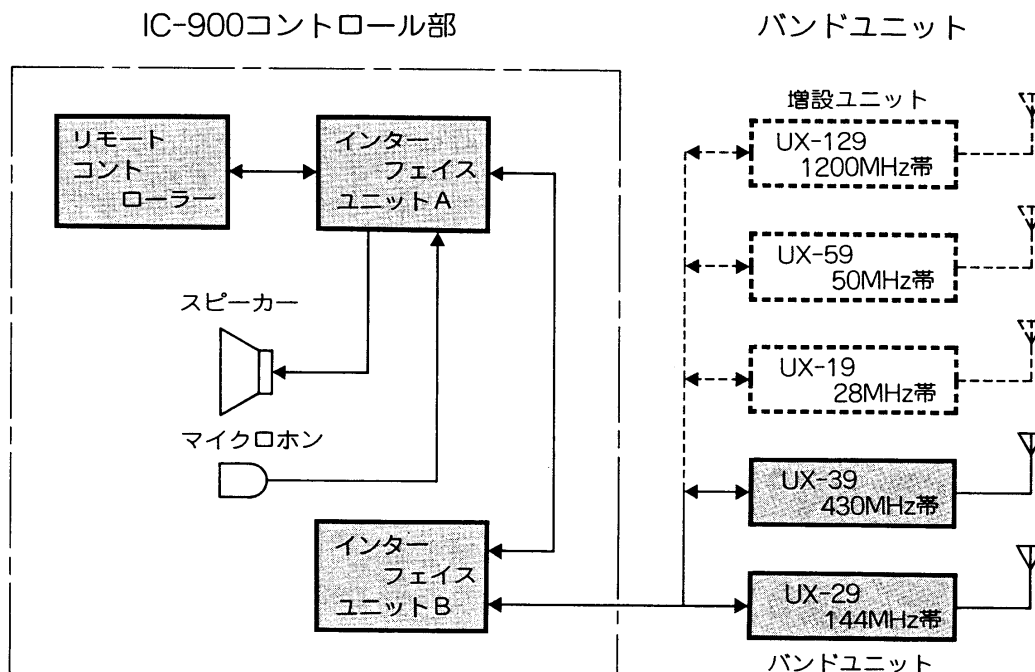 IC-900コントロール部
バンドユニット
リモート
コント
ローラー
インター
フェイス
ユニットA
スピーカー
マイクロホン
インター
フェイス
ユニットB
増設ユニット
UX-129
1200MHz帯
UX-59
50MHz帯
UX-19
28MHz帯
UX-39
430MHz帯
UX-29
144MHz帯
バンドユニット